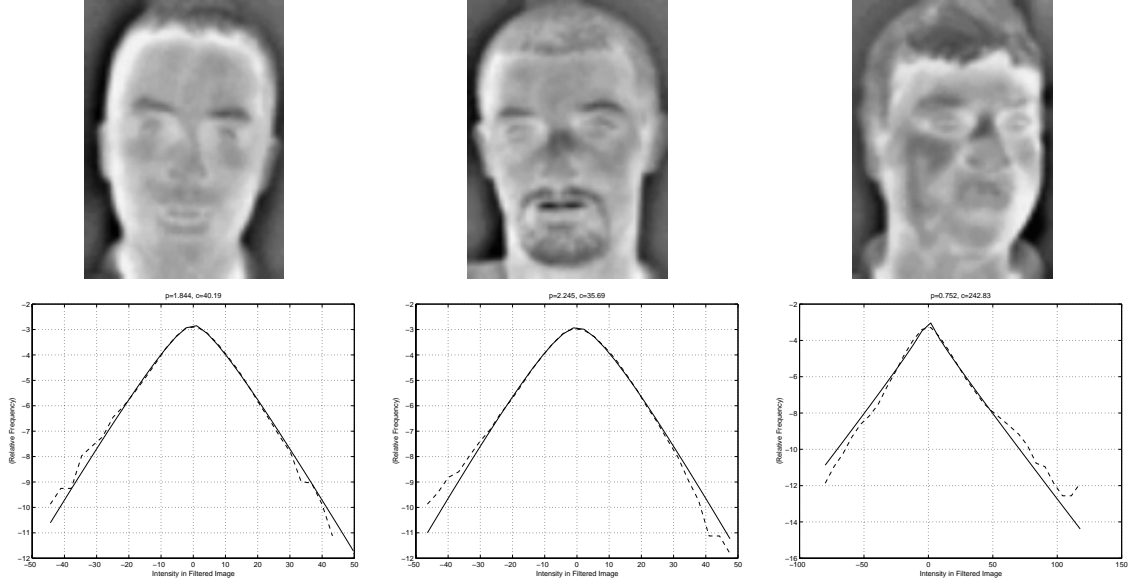 p=1.844, c=40.19
−2
−3
−4
−5
−6
−7
−8
−9
−10
−11
−12
(Relative Frequency)
−50 −40 −30 −20 −10 0 10 20 30 40 50
Intensity in Filtered Image
p=2.245, c=35.69
−2
−3
−4
−5
−6
−7
−8
−9
−10
−11
−12
(Relative Frequency)
−50 −40 −30 −20 −10 0 10 20 30 40 50
Intensity in Filtered Image
p=0.752, c=242.83
−2
−4
−6
−8
−10
−12
−14
−16
(Relative Frequency)
−100 −50 0 50 100 150
Intensity in Filtered Image